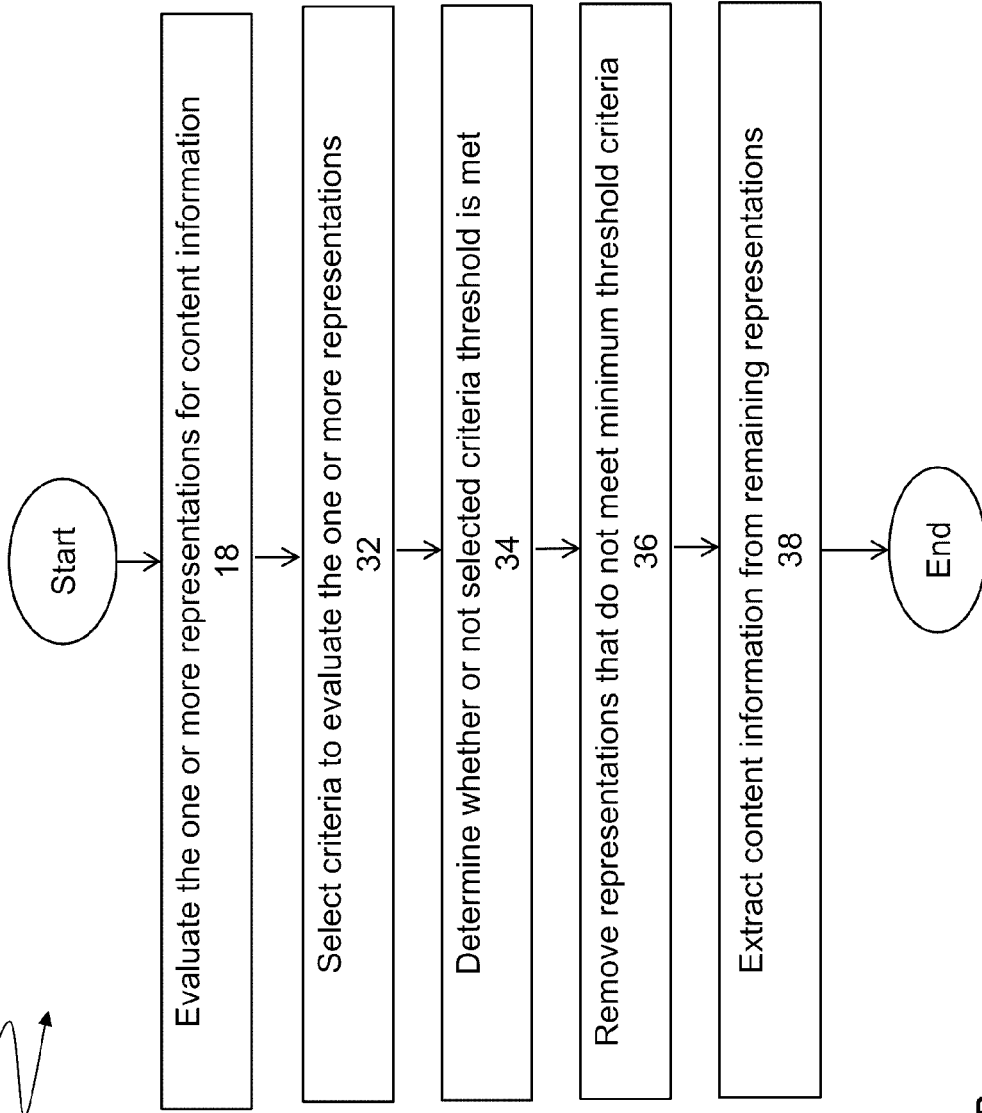 Start
Evaluate the one or more representations for content information
18
Select criteria to evaluate the one or more representations
32
Determine whether or not selected criteria threshold is met
34
Remove representations that do not meet minimum threshold criteria
36
Extract content information from remaining representations
38
End